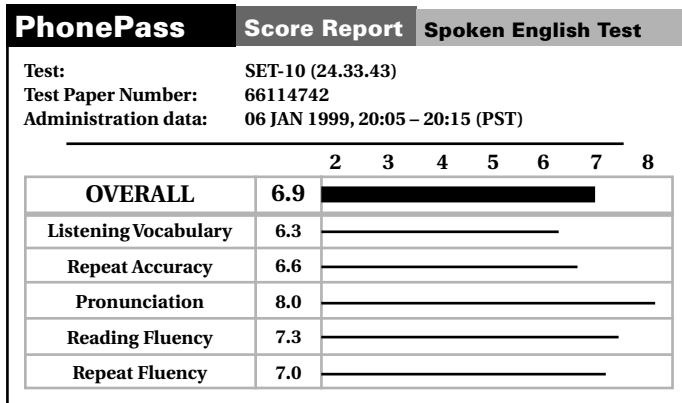 PhonePass Score Report Spoken English Test
Test: SET-10 (24.33.43)
Test Paper Number: 66114742
Administration data: 06 JAN 1999, 20:05 – 20:15 (PST)
2 3 4 5 6 7 8
OVERALL 6.9
Listening Vocabulary 6.3
Repeat Accuracy 6.6
Pronunciation 8.0
Reading Fluency 7.3
Repeat Fluency 7.0